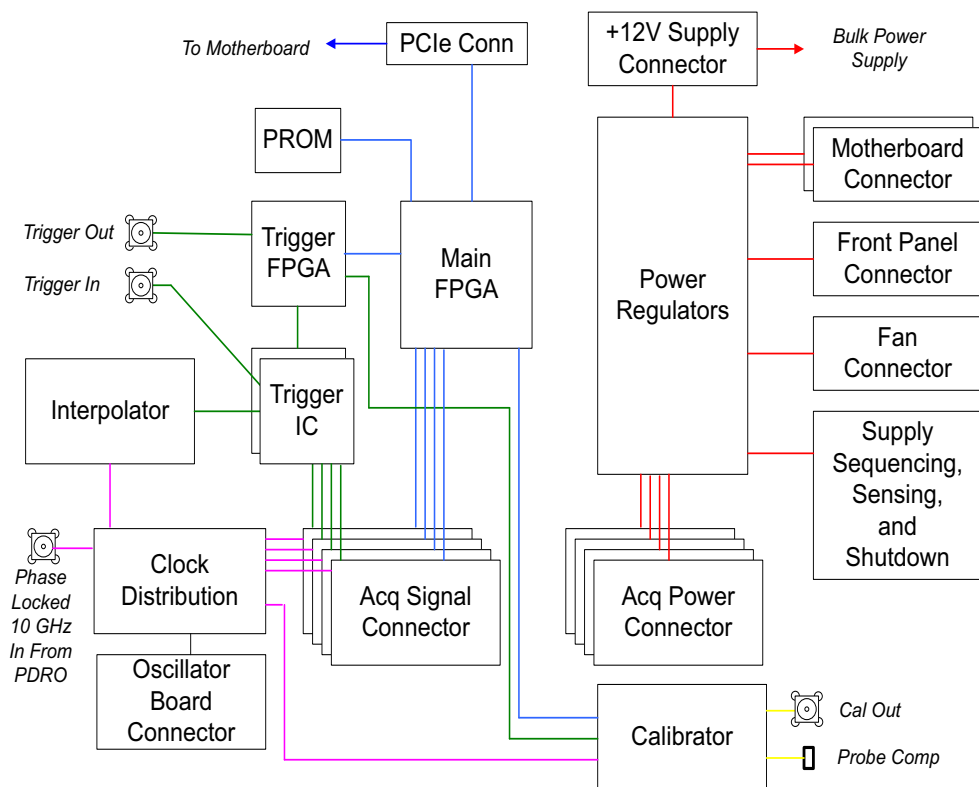 To Motherboard
PCIe Conn
+12V Supply
Connector
Bulk Power
Supply
PROM
Motherboard
Connector
Trigger Out
Trigger
FPGA
Main
FPGA
Trigger In
Power
Regulators
Front Panel
Connector
Fan
Connector
Interpolator
Trigger
IC
Supply
Sequencing,
Sensing,
and
Shutdown
Phase
Locked
10 GHz
In From
PDRO
Clock
Distribution
Acq Signal
Connector
Acq Power
Connector
Oscillator
Board
Connector
Calibrator
Cal Out
Probe Comp